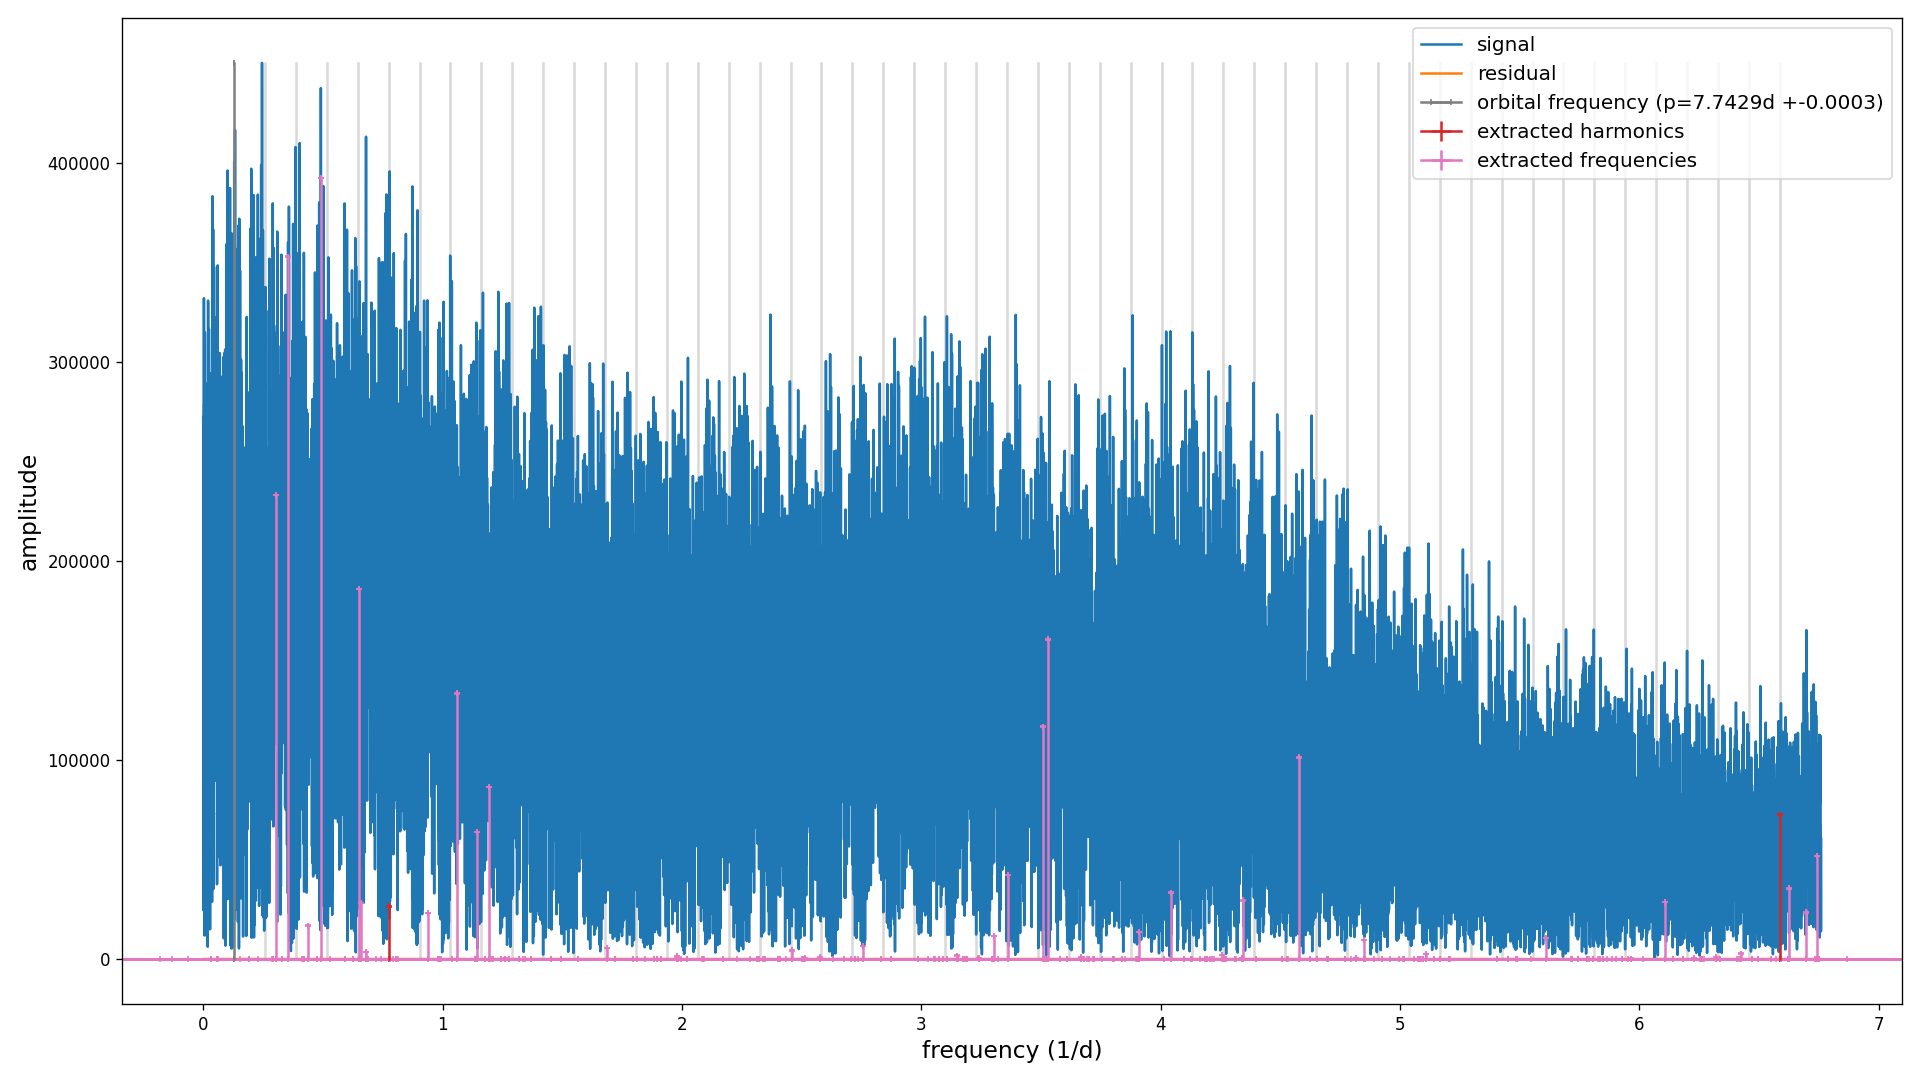 signal
residual
orbital frequency (p=7.7429d +-0.0003)
extracted harmonics
extracted frequencies
amplitude
400000
300000
200000
100000
0
0 1 2 3 4 5 6 7
frequency (1/d)